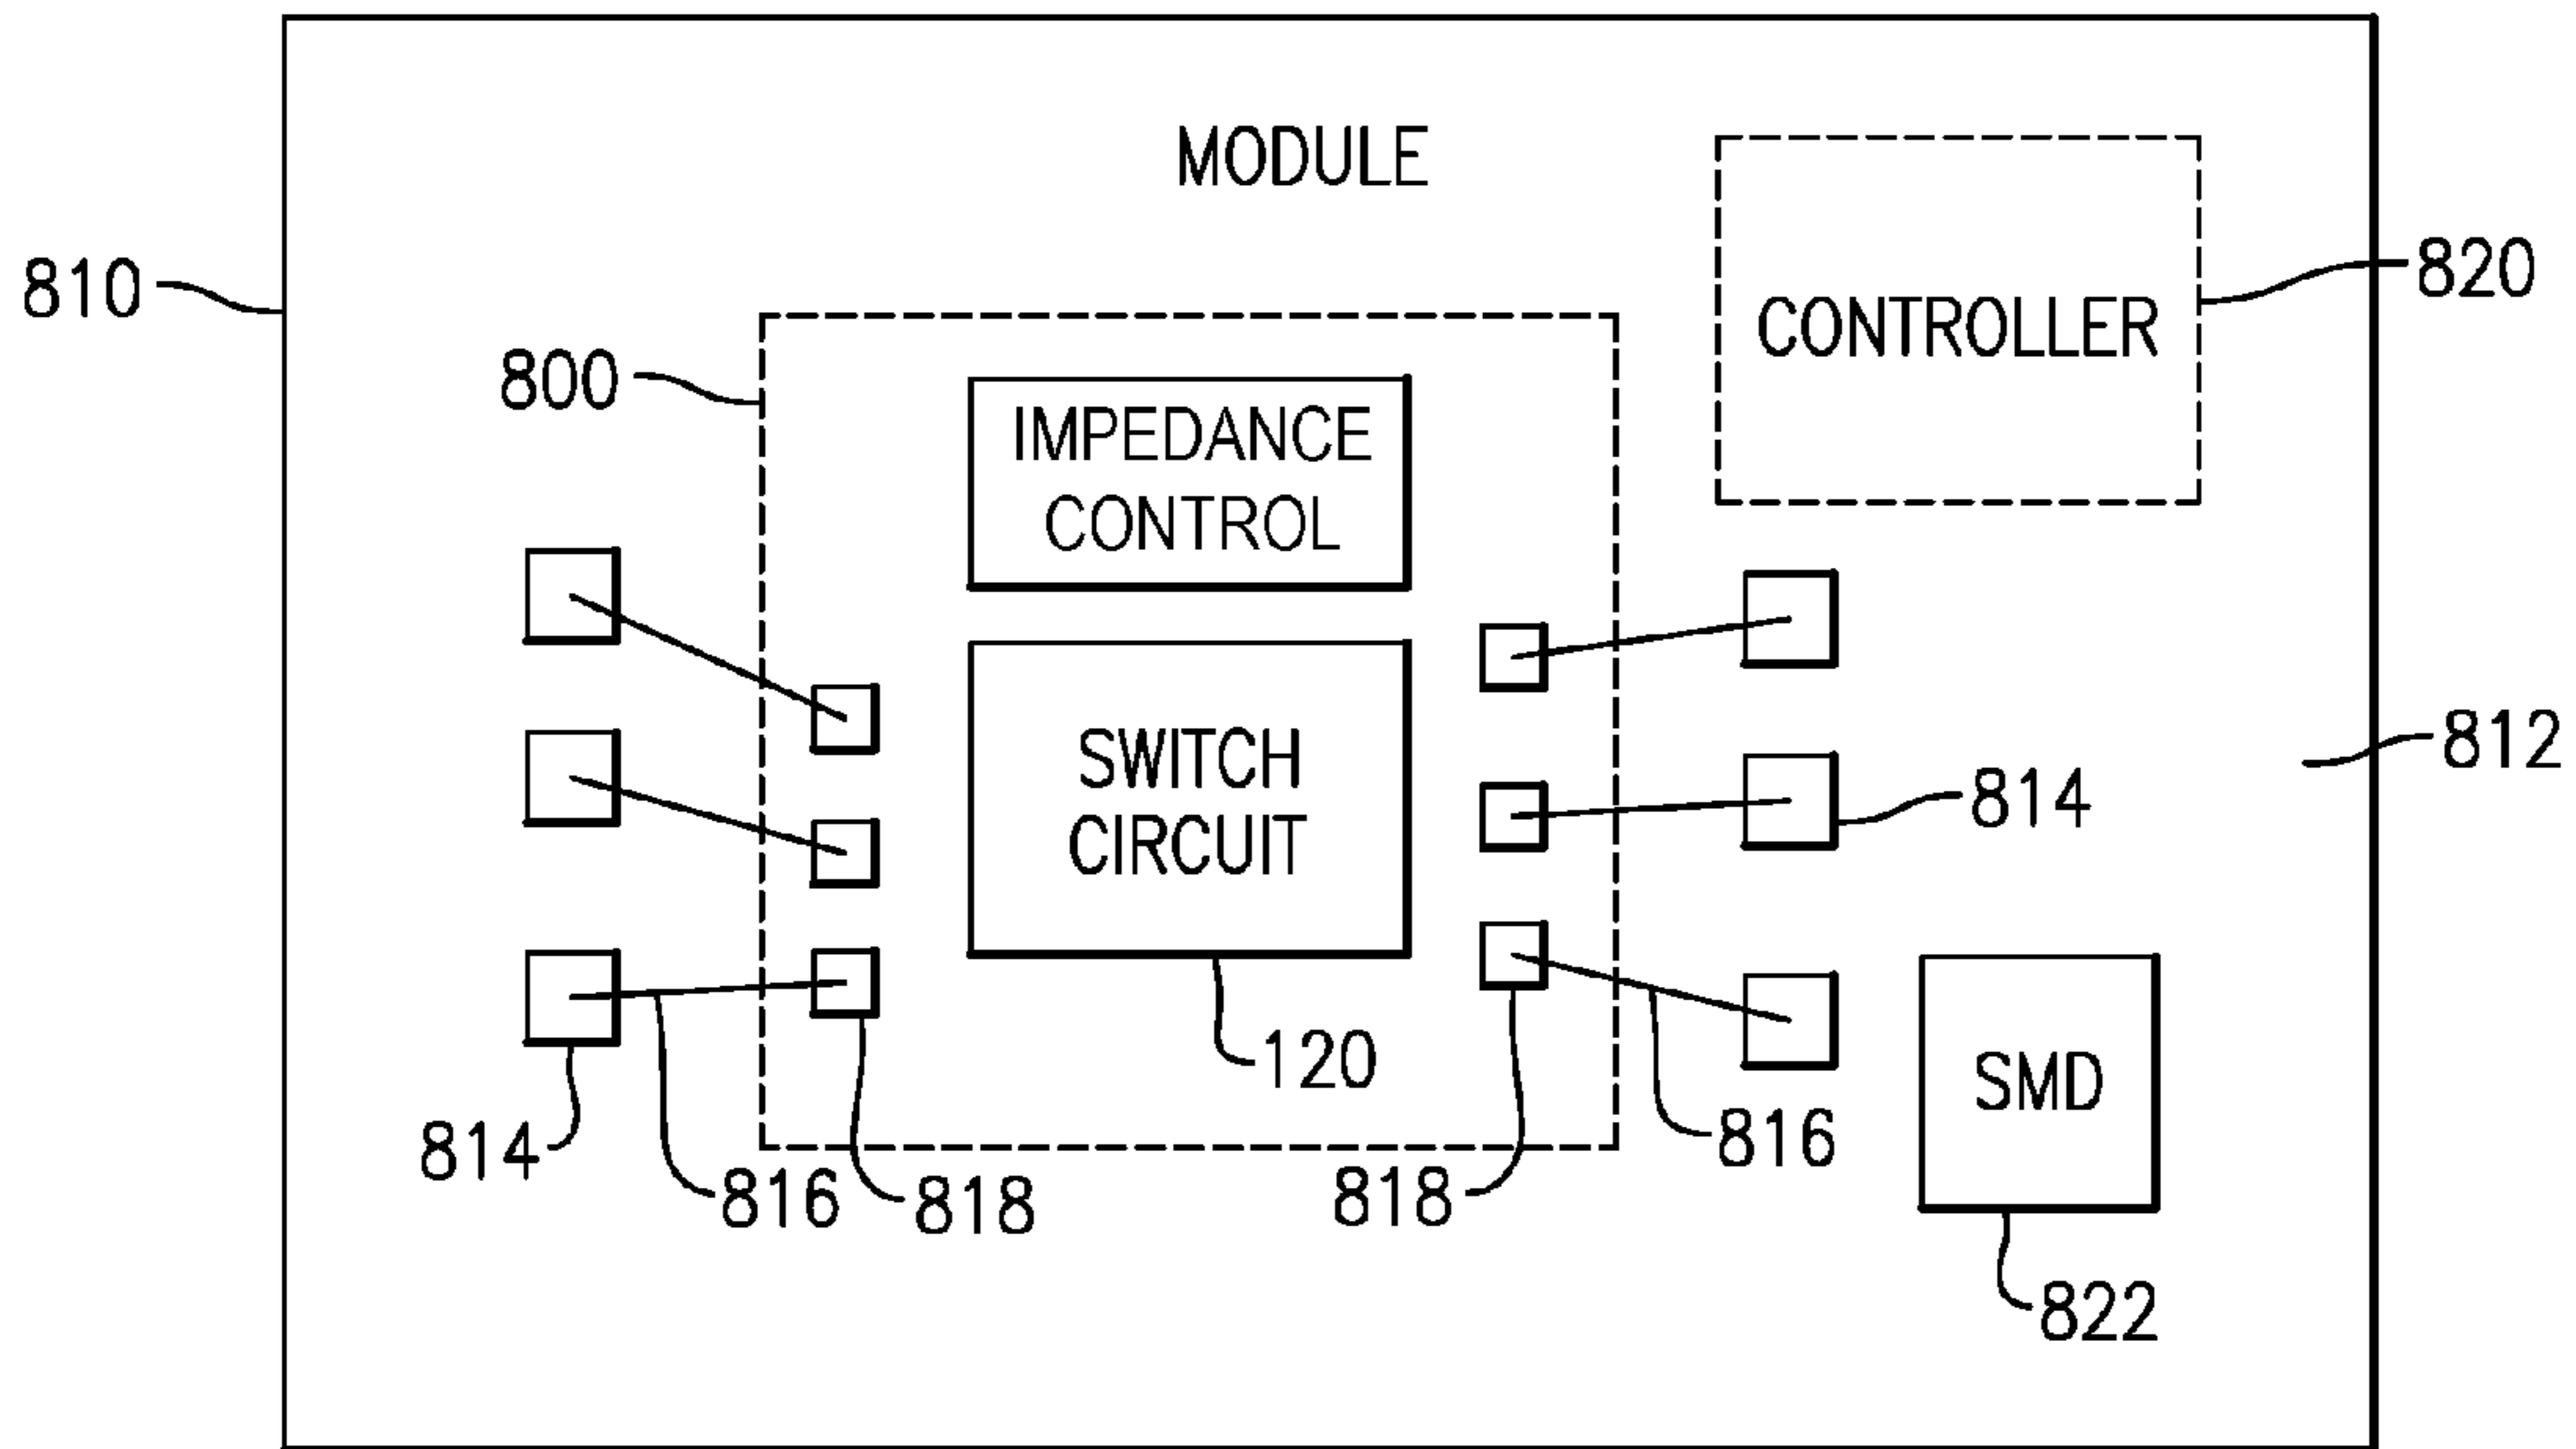 MODULE
810
820
CONTROLLER
800
IMPEDANCE
CONTROL
812
SWITCH
CIRCUIT
814
120
SMD
814
816
818
818
816
822